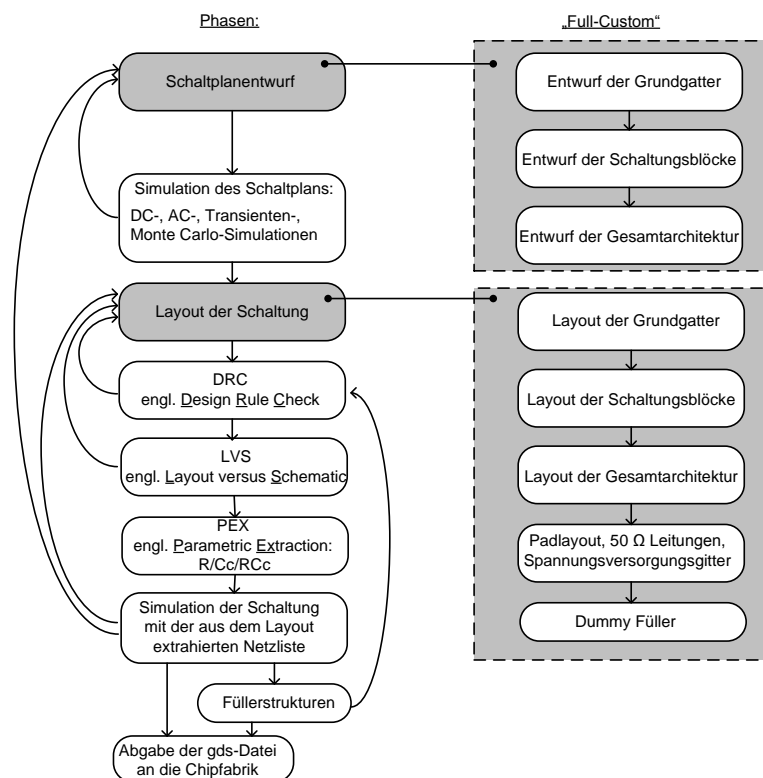 Phasen:
Schaltplanentwurf
Simulation des Schaltplans:
DC-, AC-, Transienten-,
Monte Carlo-Simulationen
Layout der Schaltung
DRC
engl. Design Rule Check
LVS
engl. Layout versus Schematic
PEX
engl. Parametric Extraction:
R/Cc/RCc
Simulation der Schaltung
mit der aus dem Layout
extrahierten Netzliste
Füllerstrukturen
Abgabe der gds-Datei
an die Chipfabrik
„Full-Custom“
Entwurf der Grundgatter
Entwurf der Schaltungsblöcke
Entwurf der Gesamtarchitektur
Layout der Grundgatter
Layout der Schaltungsblöcke
Layout der Gesamtarchitektur
Padlayout, 50 Ω Leitungen,
Spannungsversorgungsgitter
Dummy Füller